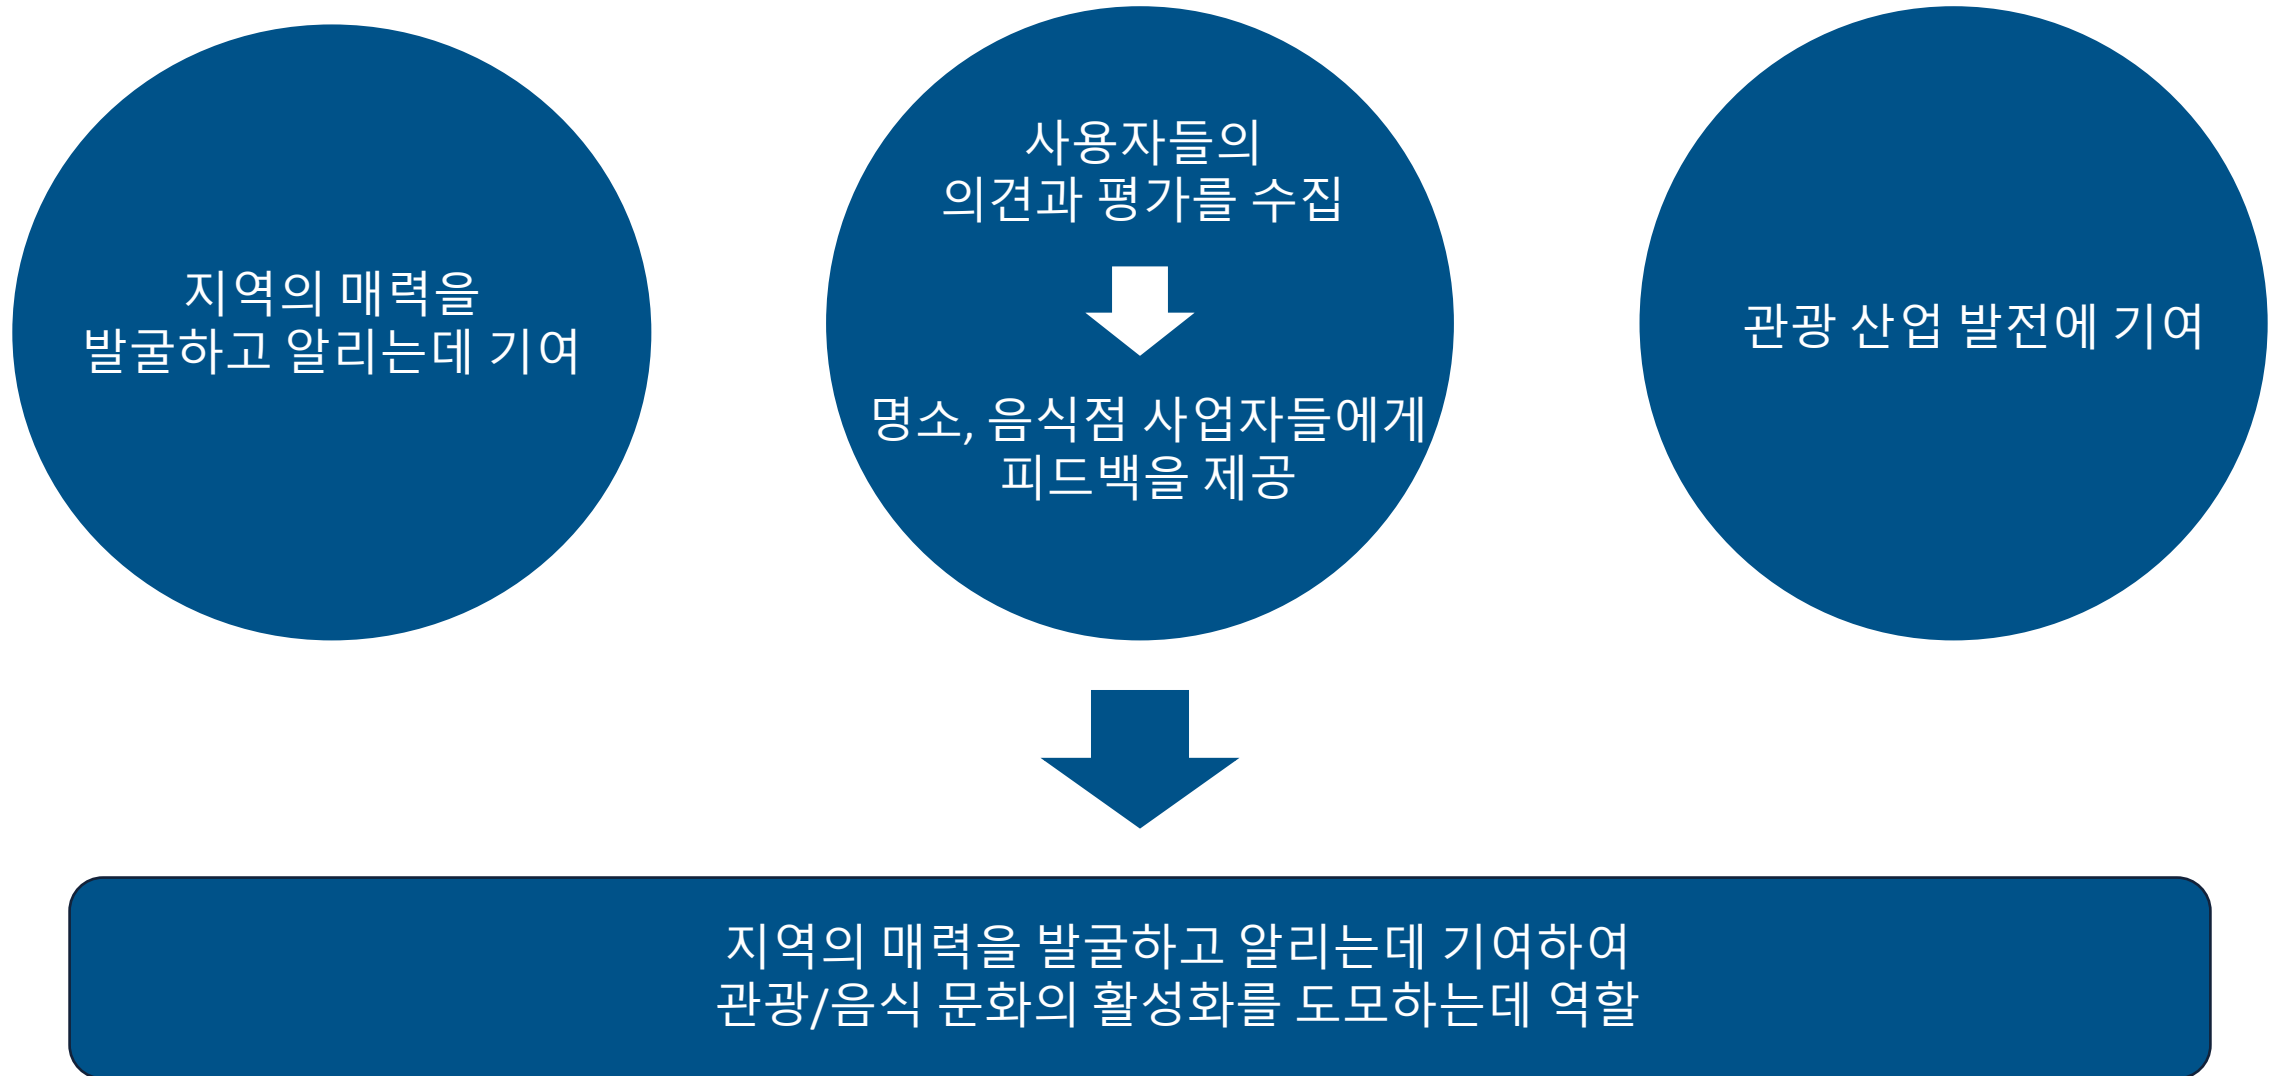 지역의 매력을
발굴하고 알리는데 기여
사용자들의
의견과 평가를 수집
명소, 음식점 사업자들에게
피드백을 제공
관광 산업 발전에 기여
지역의 매력을 발굴하고 알리는데 기여하여
관광/음식 문화의 활성화를 도모하는데 역할